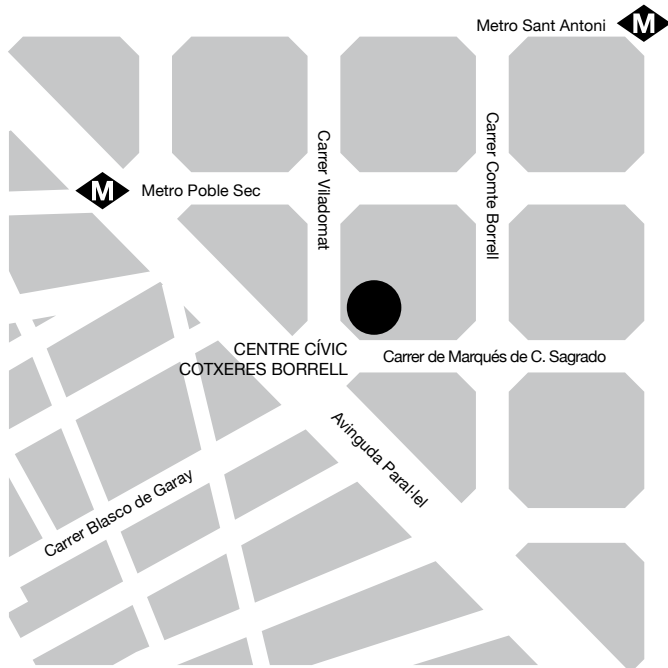 Metro Sant Antoni
M
Carrer Viladomat
Carrer Comte Borrell
M
Metro Poble Sec
CENTRE CÍVIC
COTXERES BORRELL
Carrer de Marqués de C. Sagrado
Avinguda Paral·lel
Carrer Blasco de Garay